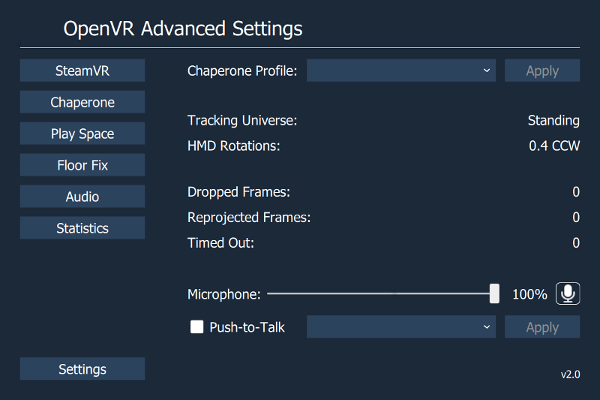 OpenVR Advanced Settings
SteamVR
Chaperone
Play Space
Floor Fix
Audio
Statistics
Settings
Chaperone Profile: Apply
Tracking Universe: Standing
HMD Rotations: 0.4 CCW
Dropped Frames: 0
Reprojected Frames: 0
Timed Out: 0
Microphone: 100%
Push-to-Talk Apply
v2.0